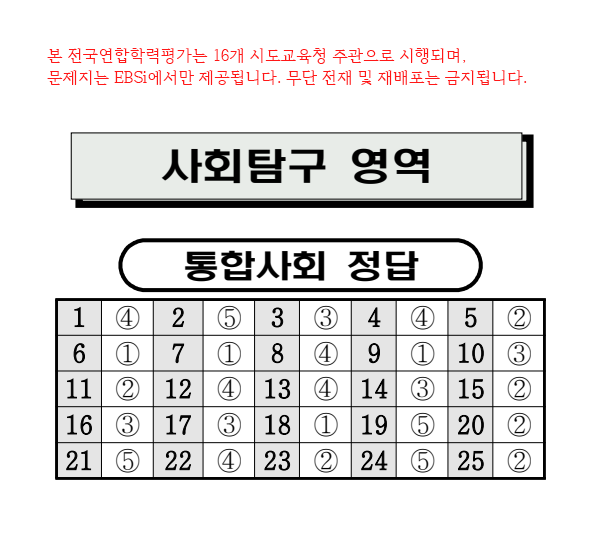 본 전국연합학력평가는 16개 시도교육청 주관으로 시행되며,
문제지는 EBSi에서만 제공됩니다. 무단 전재 및 재배포는 금지됩니다.
사회탐구 영역
통합사회 정답
1 ④ 2 ⑤ 3 ③ 4 ④ 5 ②
6 ① 7 ① 8 ④ 9 ① 10 ③
11 ② 12 ④ 13 ④ 14 ③ 15 ②
16 ③ 17 ③ 18 ① 19 ⑤ 20 ②
21 ⑤ 22 ④ 23 ② 24 ⑤ 25 ②